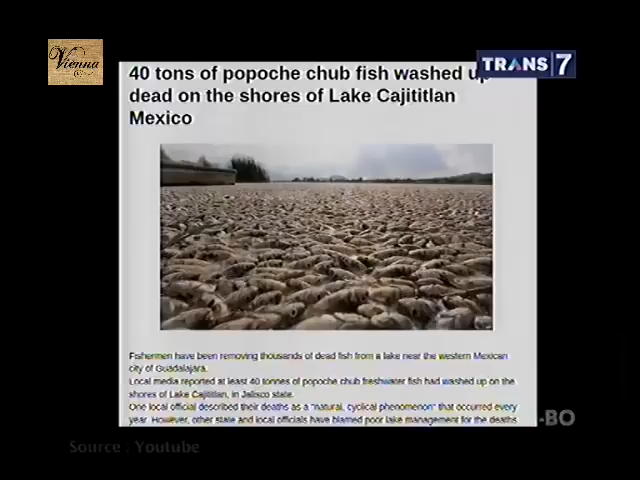 Vienna
TRANS 7
40 tons of popoche chub fish washed up
dead on the shores of Lake Cajititlan
Mexico
Fishermen have been removing thousands of dead fish from a lake near the western Mexican
city of Guadalajara.
Local media reported at least 40 tonnes of popoche chub freshwater fish had washed up on the
shores of Lake Cajititlan, in Jalisco state.
One local official described their deaths as a "natural, cyclical phenomenon" that occurred every
year. However, other state and local officials have blamed poor lake management for the deaths.
-BO
Source : Youtube